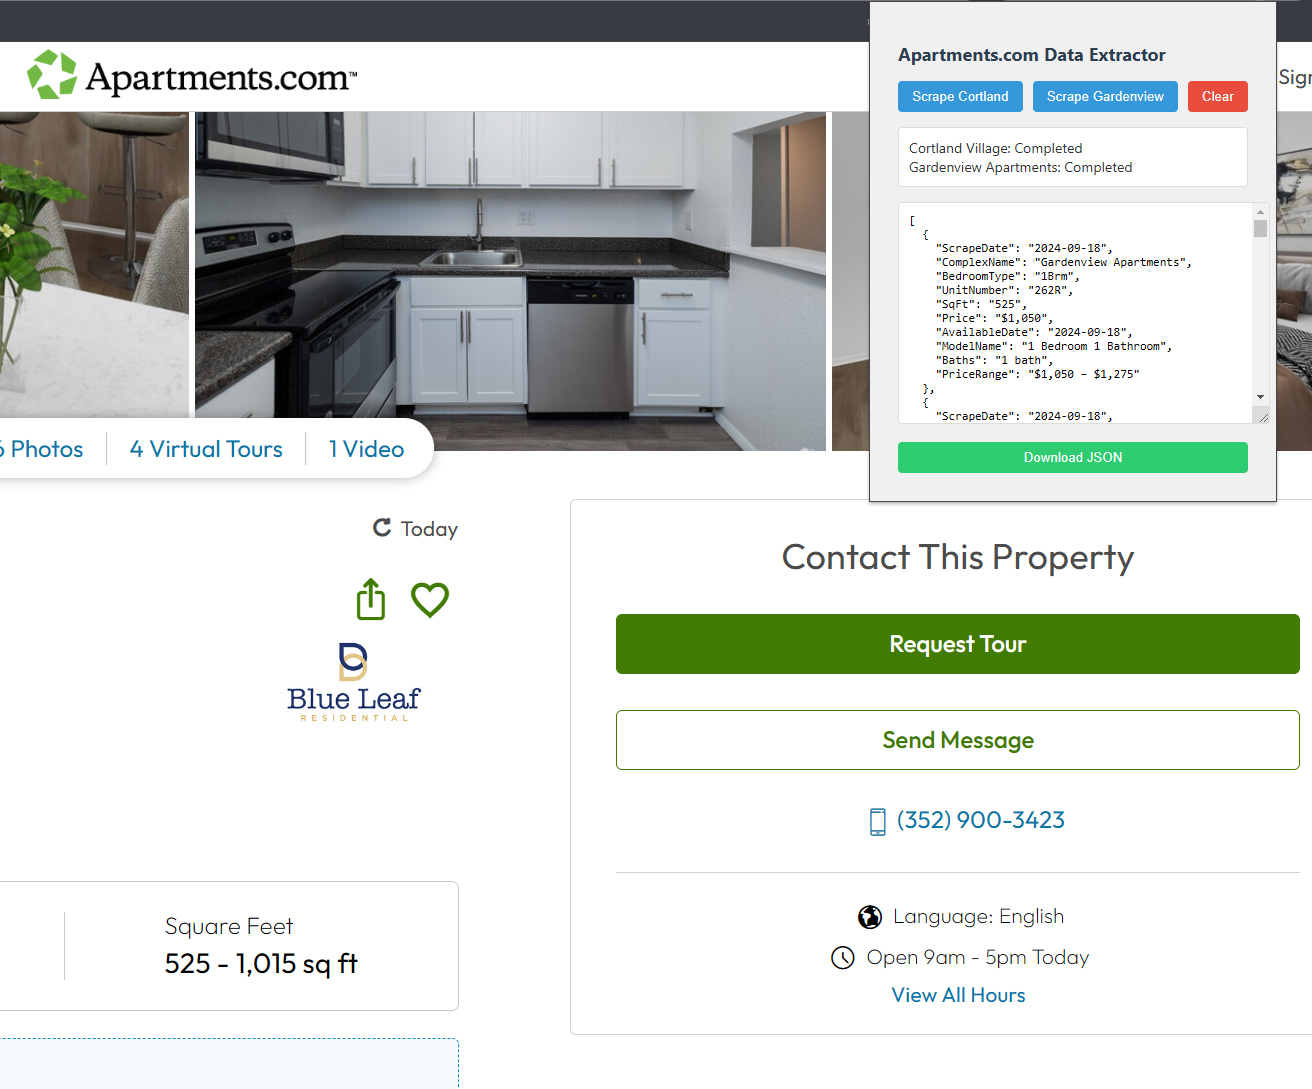 Apartments.com™
Sign
Apartments.com Data Extractor
Scrape Cortland
Scrape Gardenview
Clear
Cortland Village: Completed
Gardenview Apartments: Completed
[
{
"ScrapeDate": "2024-09-18",
"ComplexName": "Gardenview Apartments",
"BedroomType": "1Brm",
"UnitNumber": "262R",
"SqFt": "525",
"Price": "$1,050",
"AvailableDate": "2024-09-18",
"ModelName": "1 Bedroom 1 Bathroom",
"Baths": "1 bath",
"PriceRange": "$1,050 – $1,275"
},
{
"ScrapeDate": "2024-09-18",
Download JSON
6 Photos
4 Virtual Tours
1 Video
Today
Blue Leaf
RESIDENTIAL
Square Feet
525 - 1,015 sq ft
Contact This Property
Request Tour
Send Message
(352) 900-3423
Language: English
Open 9am - 5pm Today
View All Hours